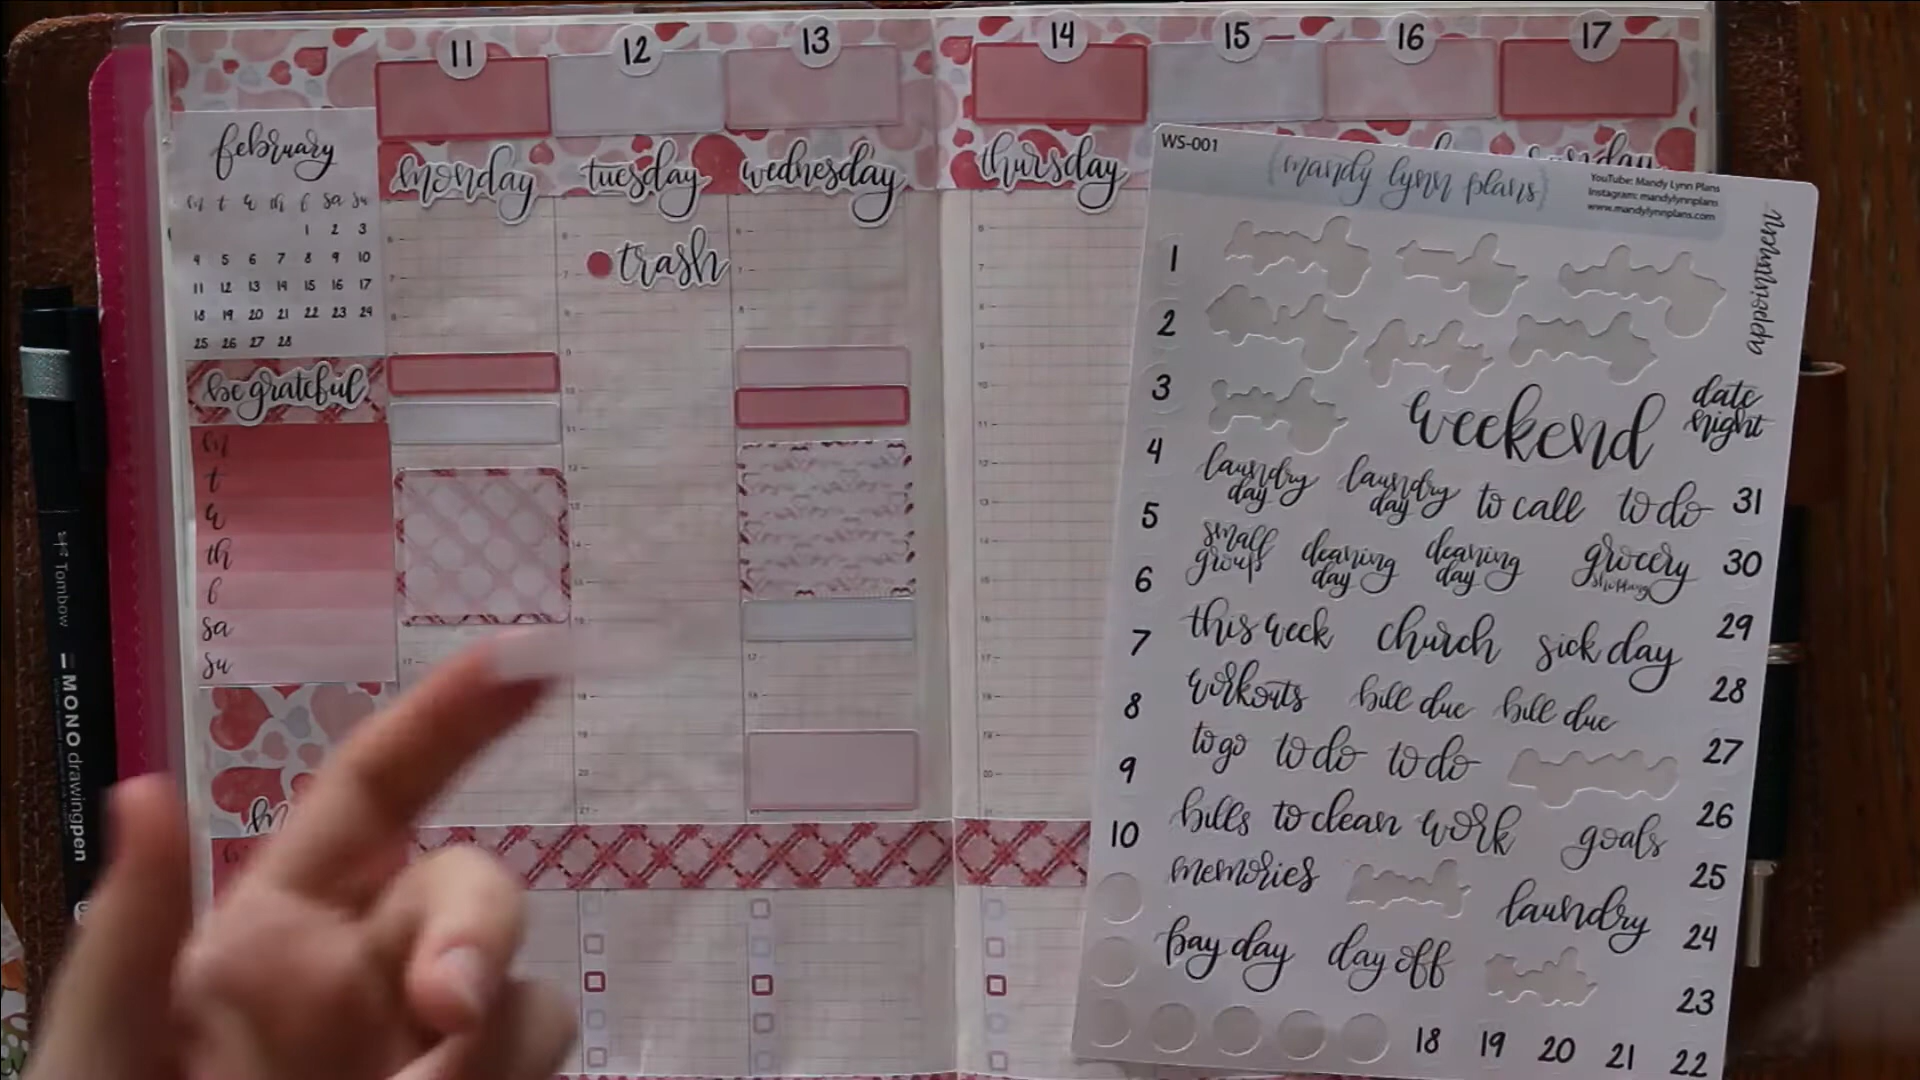 11 12 13 14 15 16 17
february
monday tuesday wednesday thursday
m t w th f sa su
1 2 3
4 5 6 7 8 9 10
11 12 13 14 15 16 17
18 19 20 21 22 23 24
25 26 27 28
trash
be grateful
m
t
w
th
f
sa
su
Tombow
MONO drawing pen
WS-001
{mandy lynn plans}
YouTube: Mandy Lynn Plans
Instagram: mandylynnplans
www.mandylynnplans.com
appointment
1
2
3
4
5
6
7
8
9
10
weekend
date night
laundry day laundry day to call to do
small group cleaning day cleaning day grocery shopping
this week church sick day
workouts bill due bill due
to go to do to do
bills to clean work goals
memories laundry
pay day day off
31
30
29
28
27
26
25
24
23
18 19 20 21 22